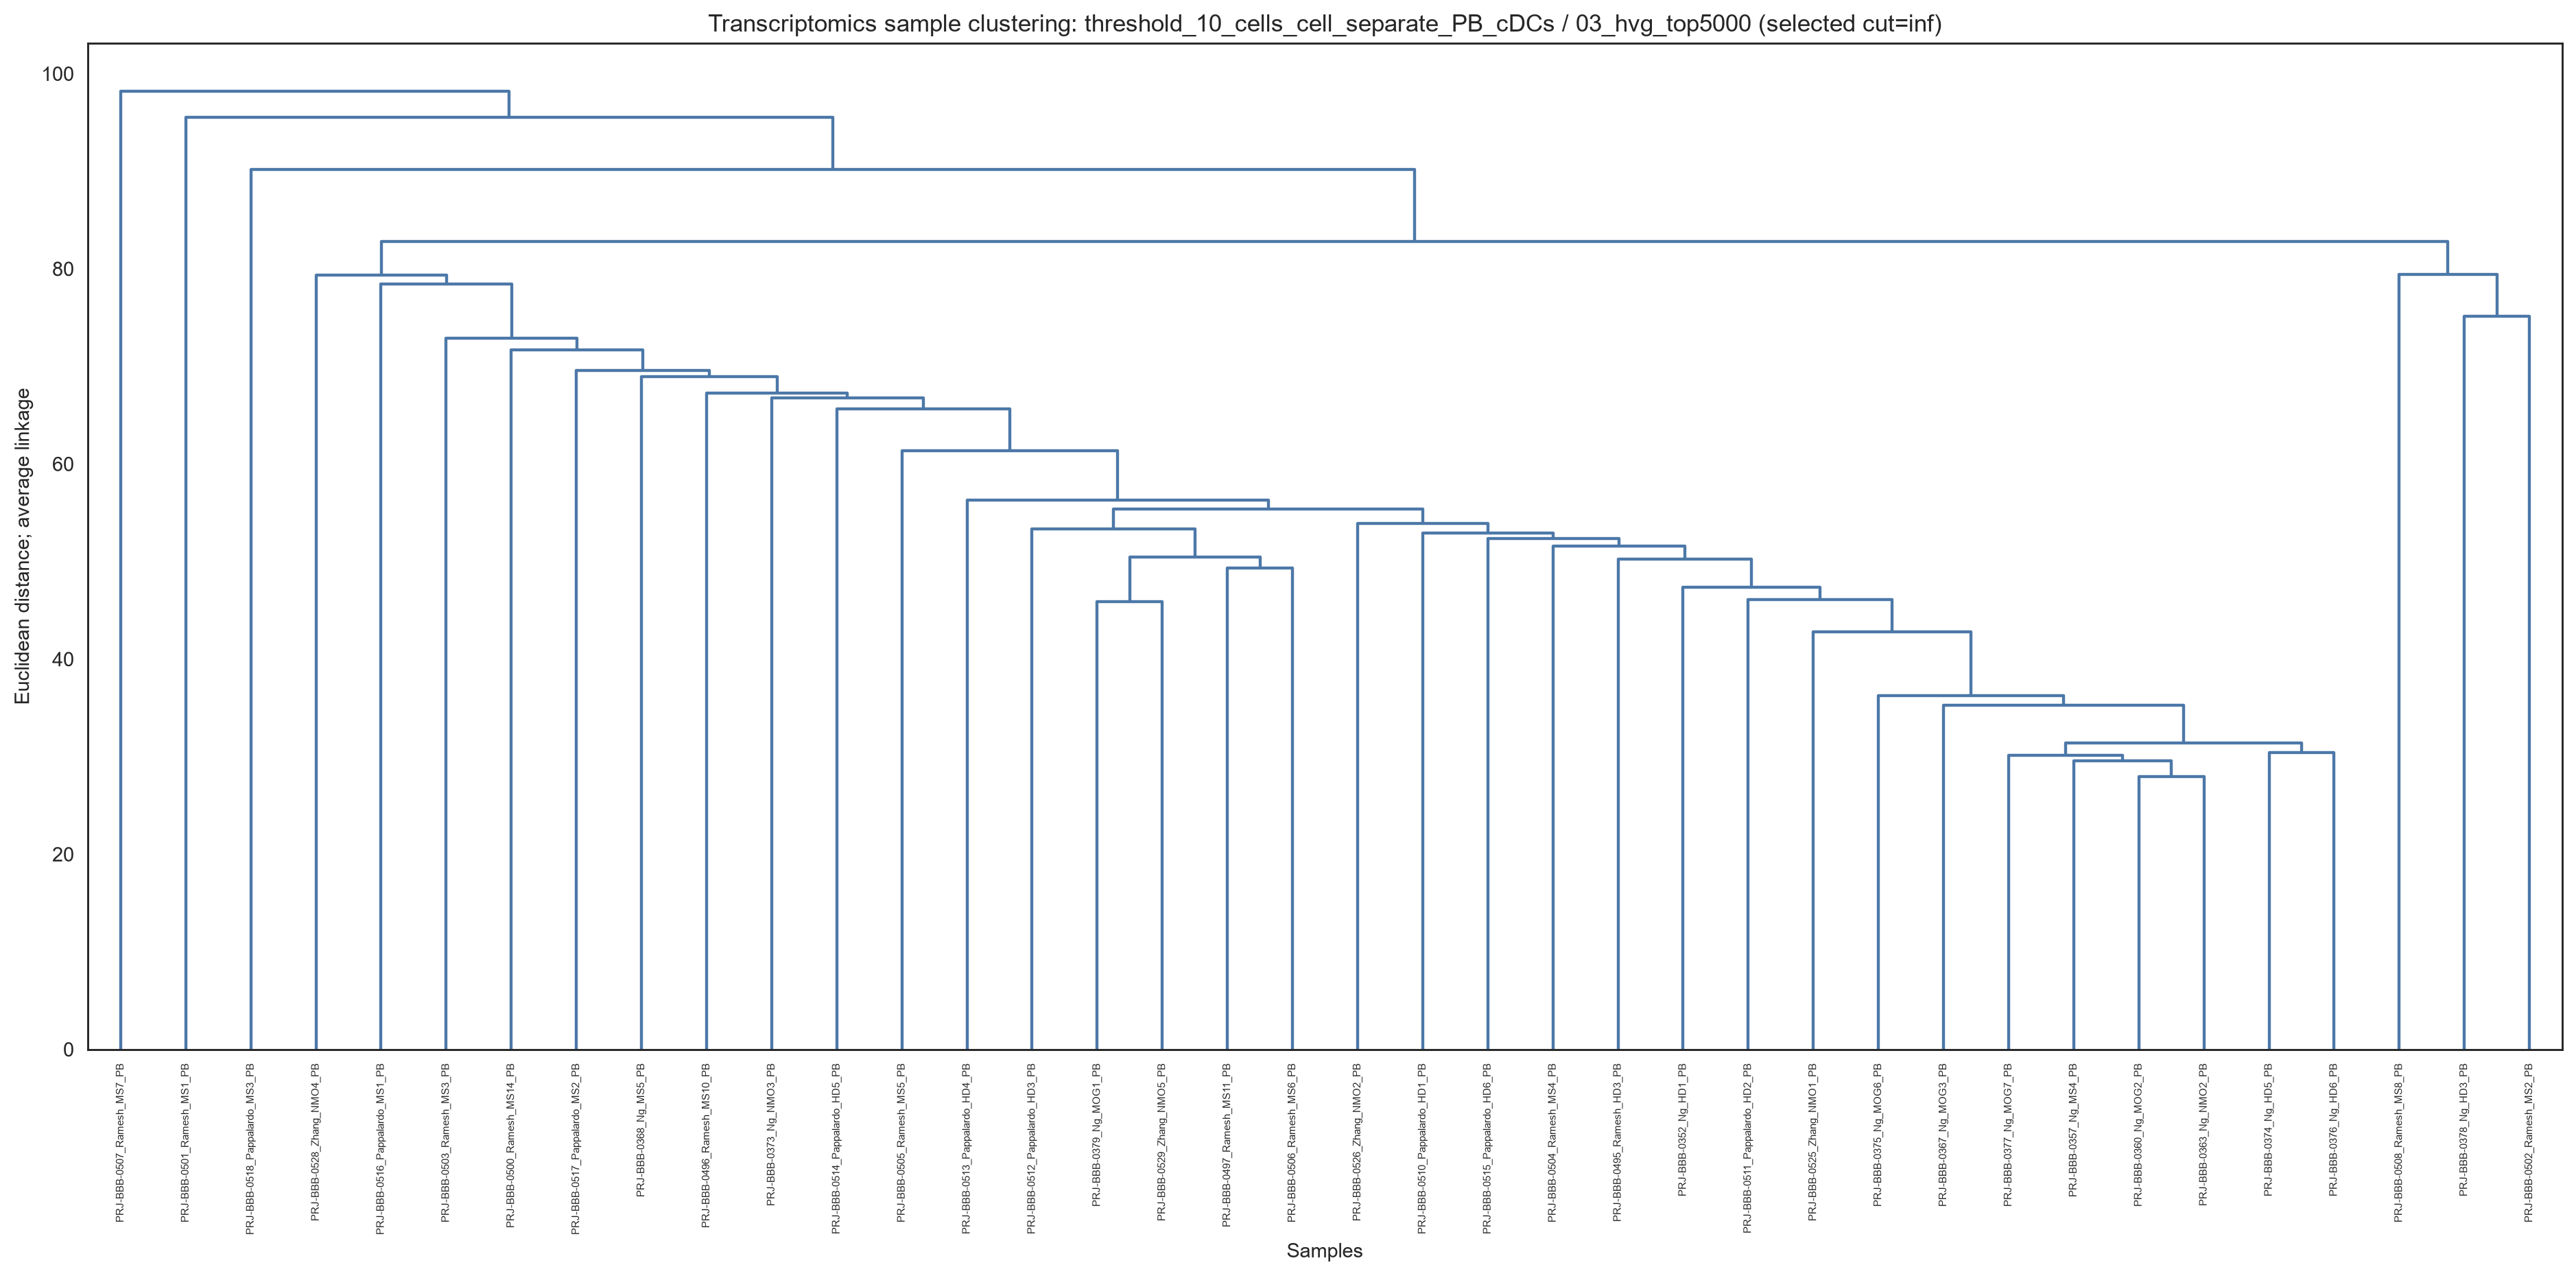 Transcriptomics sample clustering: threshold_10_cells_cell_separate_PB_cDCs / 03_hvg_top5000 (selected cut=inf)
Euclidean distance; average linkage
100
80
60
40
20
0
PRJ-BBB-0507_Ramesh_MS7_PB
PRJ-BBB-0501_Ramesh_MS1_PB
PRJ-BBB-0518_Pappalardo_MS3_PB
PRJ-BBB-0528_Zhang_NMO4_PB
PRJ-BBB-0516_Pappalardo_MS1_PB
PRJ-BBB-0503_Ramesh_MS3_PB
PRJ-BBB-0500_Ramesh_MS14_PB
PRJ-BBB-0517_Pappalardo_MS2_PB
PRJ-BBB-0368_Ng_MS5_PB
PRJ-BBB-0496_Ramesh_MS10_PB
PRJ-BBB-0373_Ng_NMO3_PB
PRJ-BBB-0514_Pappalardo_HD5_PB
PRJ-BBB-0505_Ramesh_MS5_PB
PRJ-BBB-0513_Pappalardo_HD4_PB
PRJ-BBB-0512_Pappalardo_HD3_PB
PRJ-BBB-0379_Ng_MOG1_PB
PRJ-BBB-0529_Zhang_NMO5_PB
PRJ-BBB-0497_Ramesh_MS11_PB
PRJ-BBB-0506_Ramesh_MS6_PB
PRJ-BBB-0526_Zhang_NMO2_PB
PRJ-BBB-0510_Pappalardo_HD1_PB
PRJ-BBB-0515_Pappalardo_HD6_PB
PRJ-BBB-0504_Ramesh_MS4_PB
PRJ-BBB-0495_Ramesh_HD3_PB
PRJ-BBB-0352_Ng_HD1_PB
PRJ-BBB-0511_Pappalardo_HD2_PB
PRJ-BBB-0525_Zhang_NMO1_PB
PRJ-BBB-0375_Ng_MOG6_PB
PRJ-BBB-0367_Ng_MOG3_PB
PRJ-BBB-0377_Ng_MOG7_PB
PRJ-BBB-0357_Ng_MS4_PB
PRJ-BBB-0360_Ng_MOG2_PB
PRJ-BBB-0363_Ng_NMO2_PB
PRJ-BBB-0374_Ng_HD5_PB
PRJ-BBB-0376_Ng_HD6_PB
PRJ-BBB-0508_Ramesh_MS8_PB
PRJ-BBB-0378_Ng_HD3_PB
PRJ-BBB-0502_Ramesh_MS2_PB
Samples